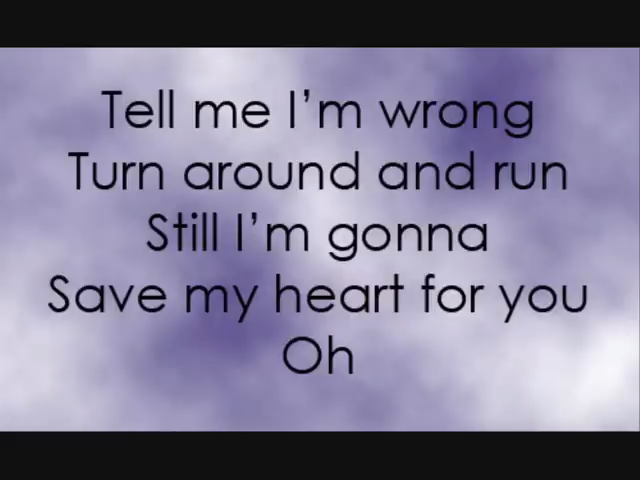 Tell me I’m wrong
Turn around and run
Still I’m gonna
Save my heart for you
Oh